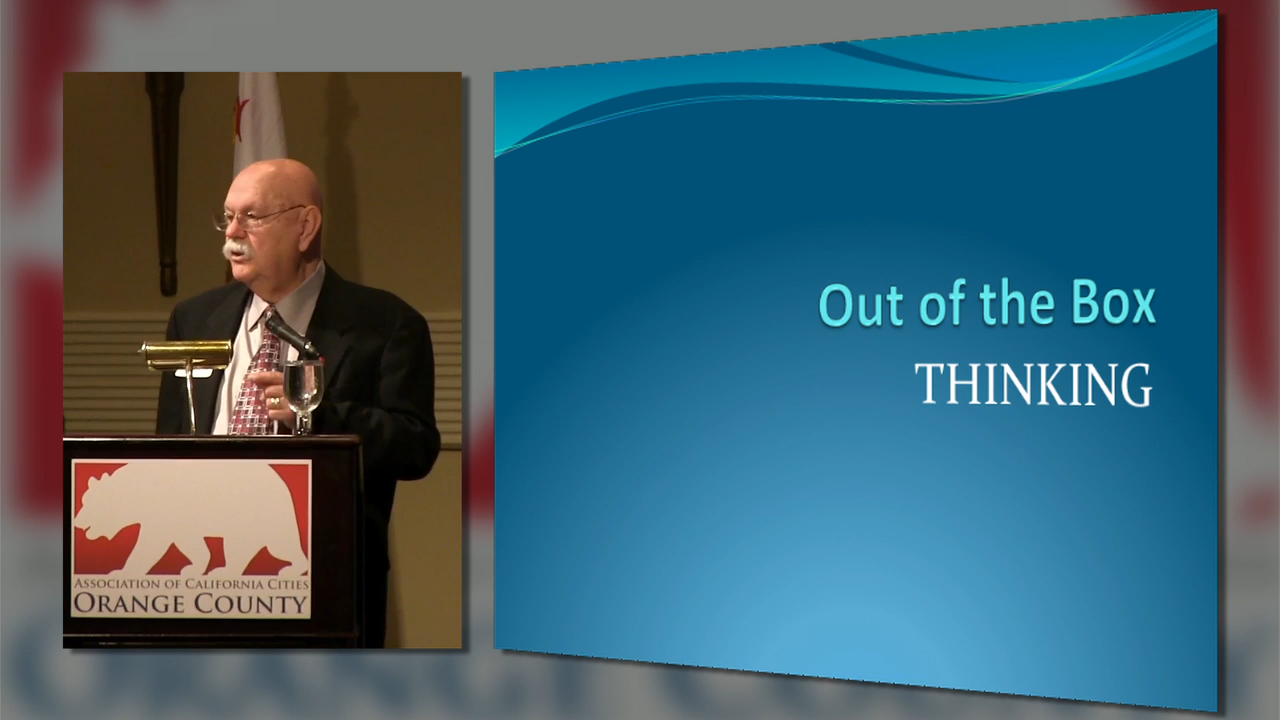 ASSOCIATION OF CALIFORNIA CITIES
ORANGE COUNTY
Out of the Box
THINKING